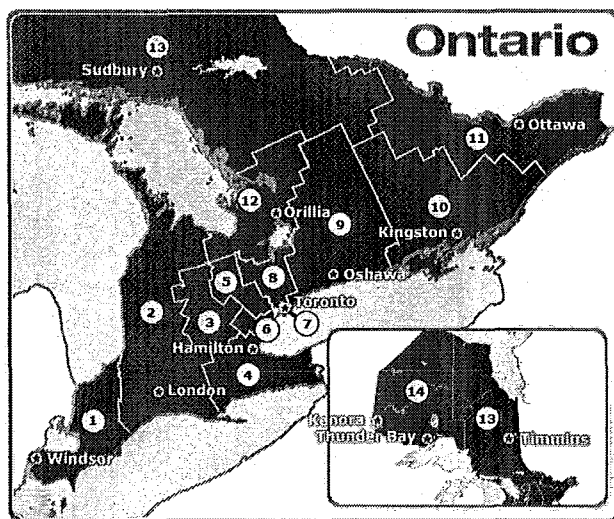 Ontario
13
Sudbury
Ottawa
11
12
Orillia
9
10
Kingston
5
8
Oshawa
Toronto
2
3
6
7
Hamilton
4
London
1
Windsor
14
13
Kenora
Thunder Bay
Timmins